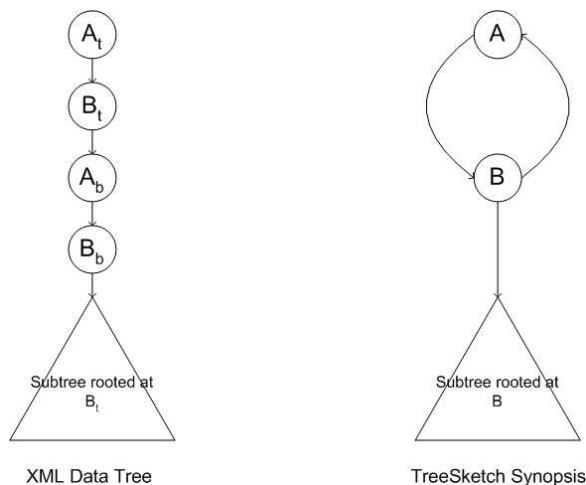 A
A_t
B_t
A_b
B
B_b
Subtree rooted at
B_t
Subtree rooted at
B
XML Data Tree
TreeSketch Synopsis